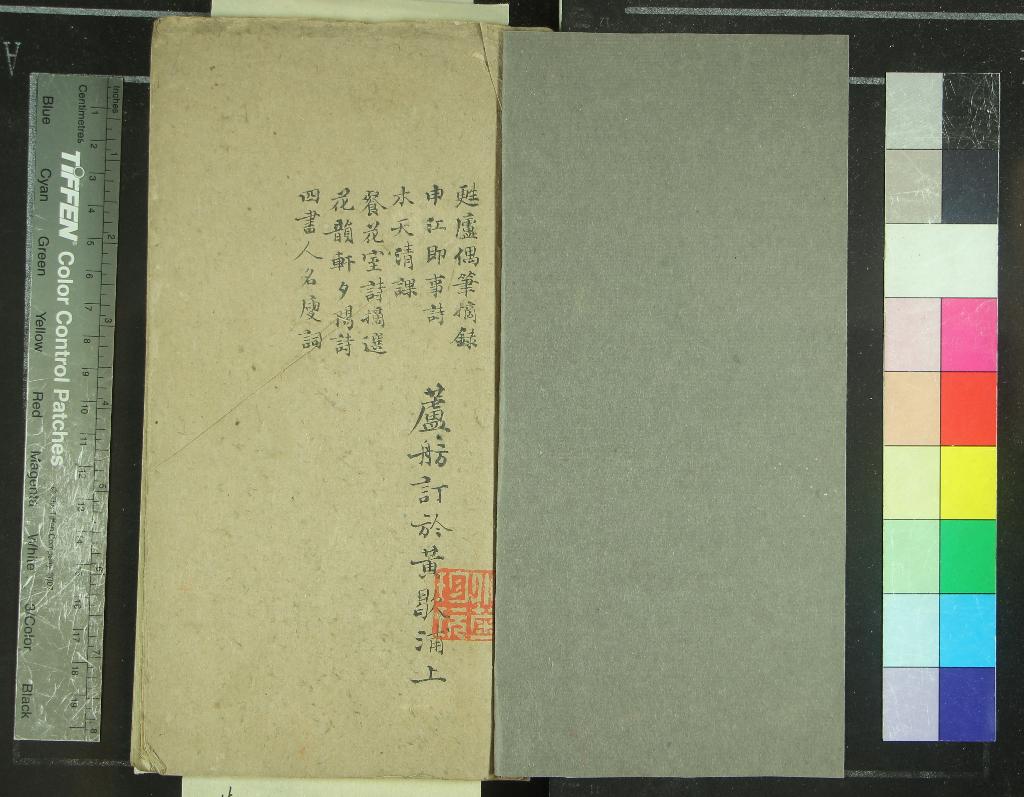 甦廬偶筆摘錄
申江即事詩
水天清課
餐花室詩摘選
花韻軒夕陽詩
四書人名廋詞
蘆舫訂於黃歇浦上
Inches
Centimetres
TIFFEN Color Control Patches
Blue Cyan Green Yellow Red Magenta White 3/Color Black
A